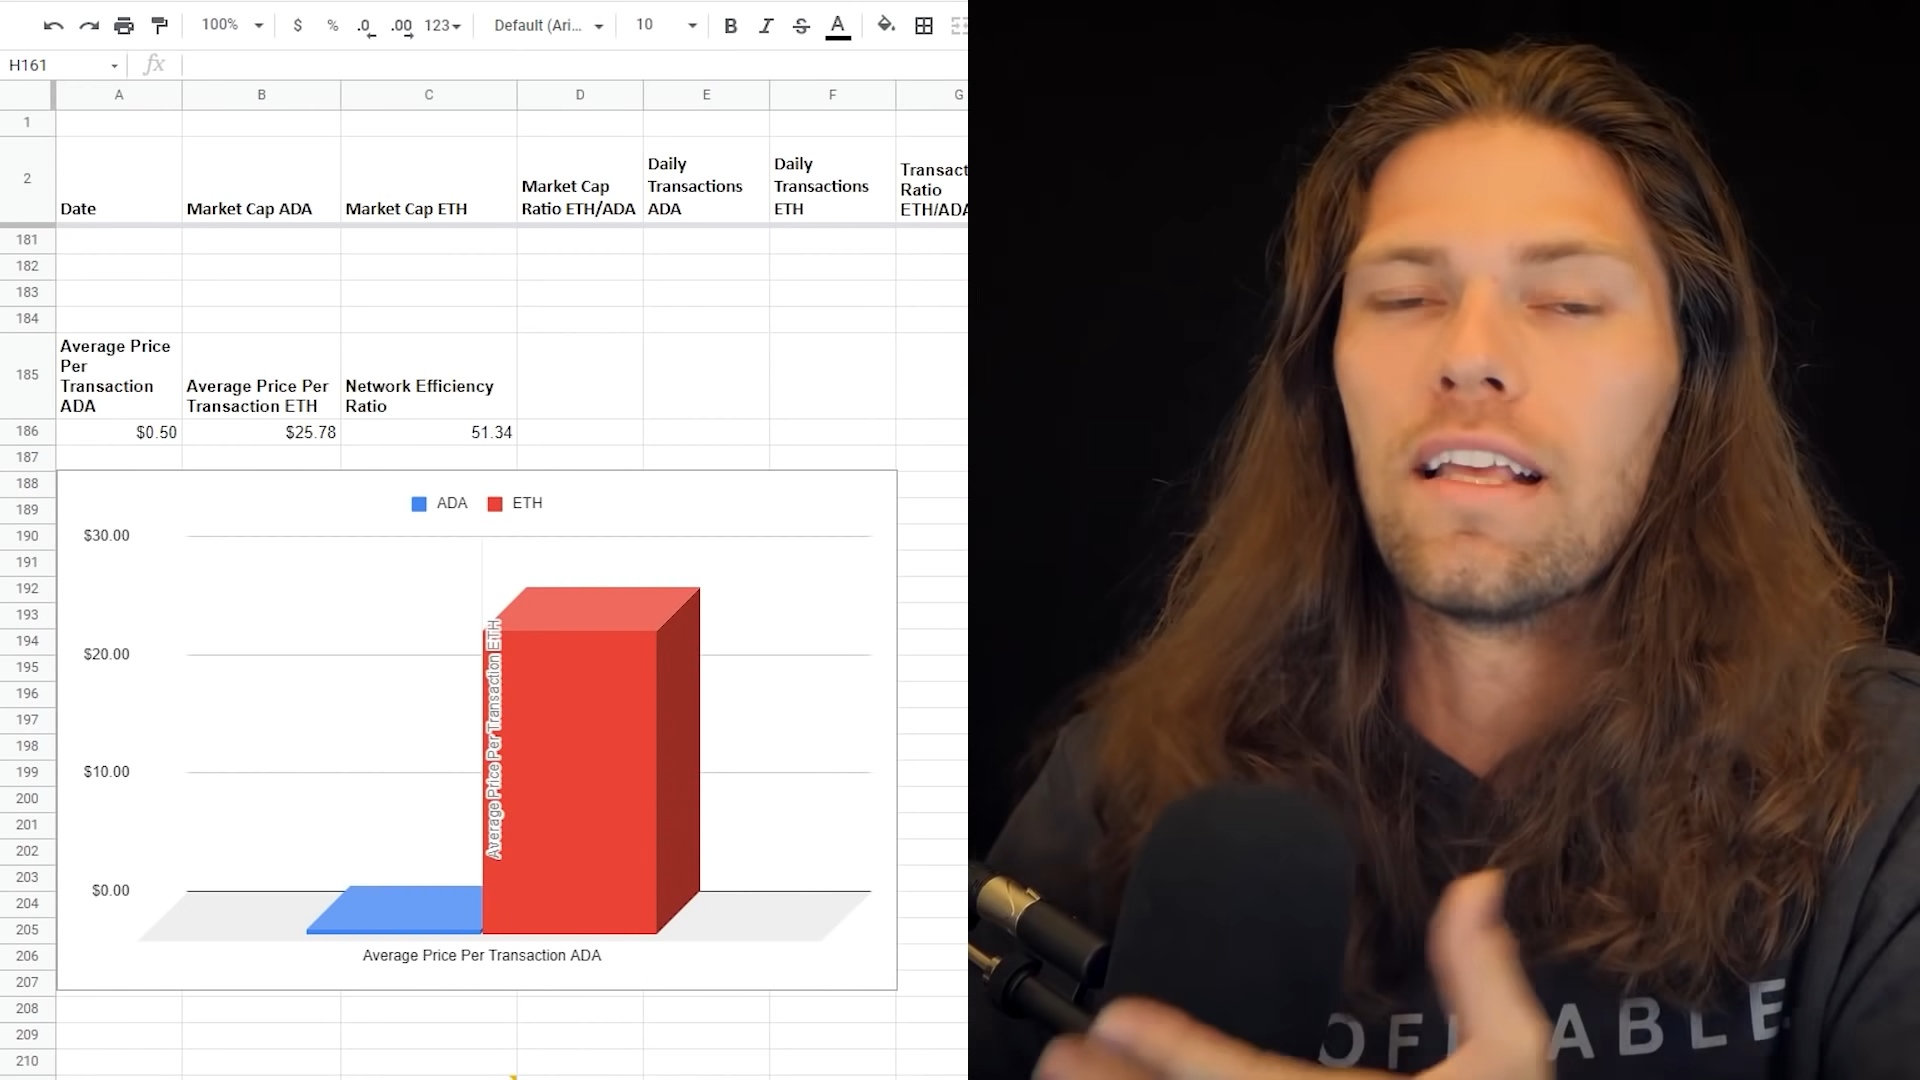 100%
$ % .0 .00 123
Default (Ari...
10
B I S A
H161
fx
A B C D E F G
1
2
Date
Market Cap ADA
Market Cap ETH
Market Cap
Ratio ETH/ADA
Daily
Transactions
ADA
Daily
Transactions
ETH
Transact
Ratio
ETH/ADA
181
182
183
184
185
Average Price
Per
Transaction
ADA
Average Price Per
Transaction ETH
Network Efficiency
Ratio
186
$0.50
$25.78
51.34
187
188
189
190
191
192
193
194
195
196
197
198
199
200
201
202
203
204
205
206
207
208
209
210
ADA
ETH
$30.00
$20.00
$10.00
$0.00
Average Price Per Transaction ETH
Average Price Per Transaction ADA